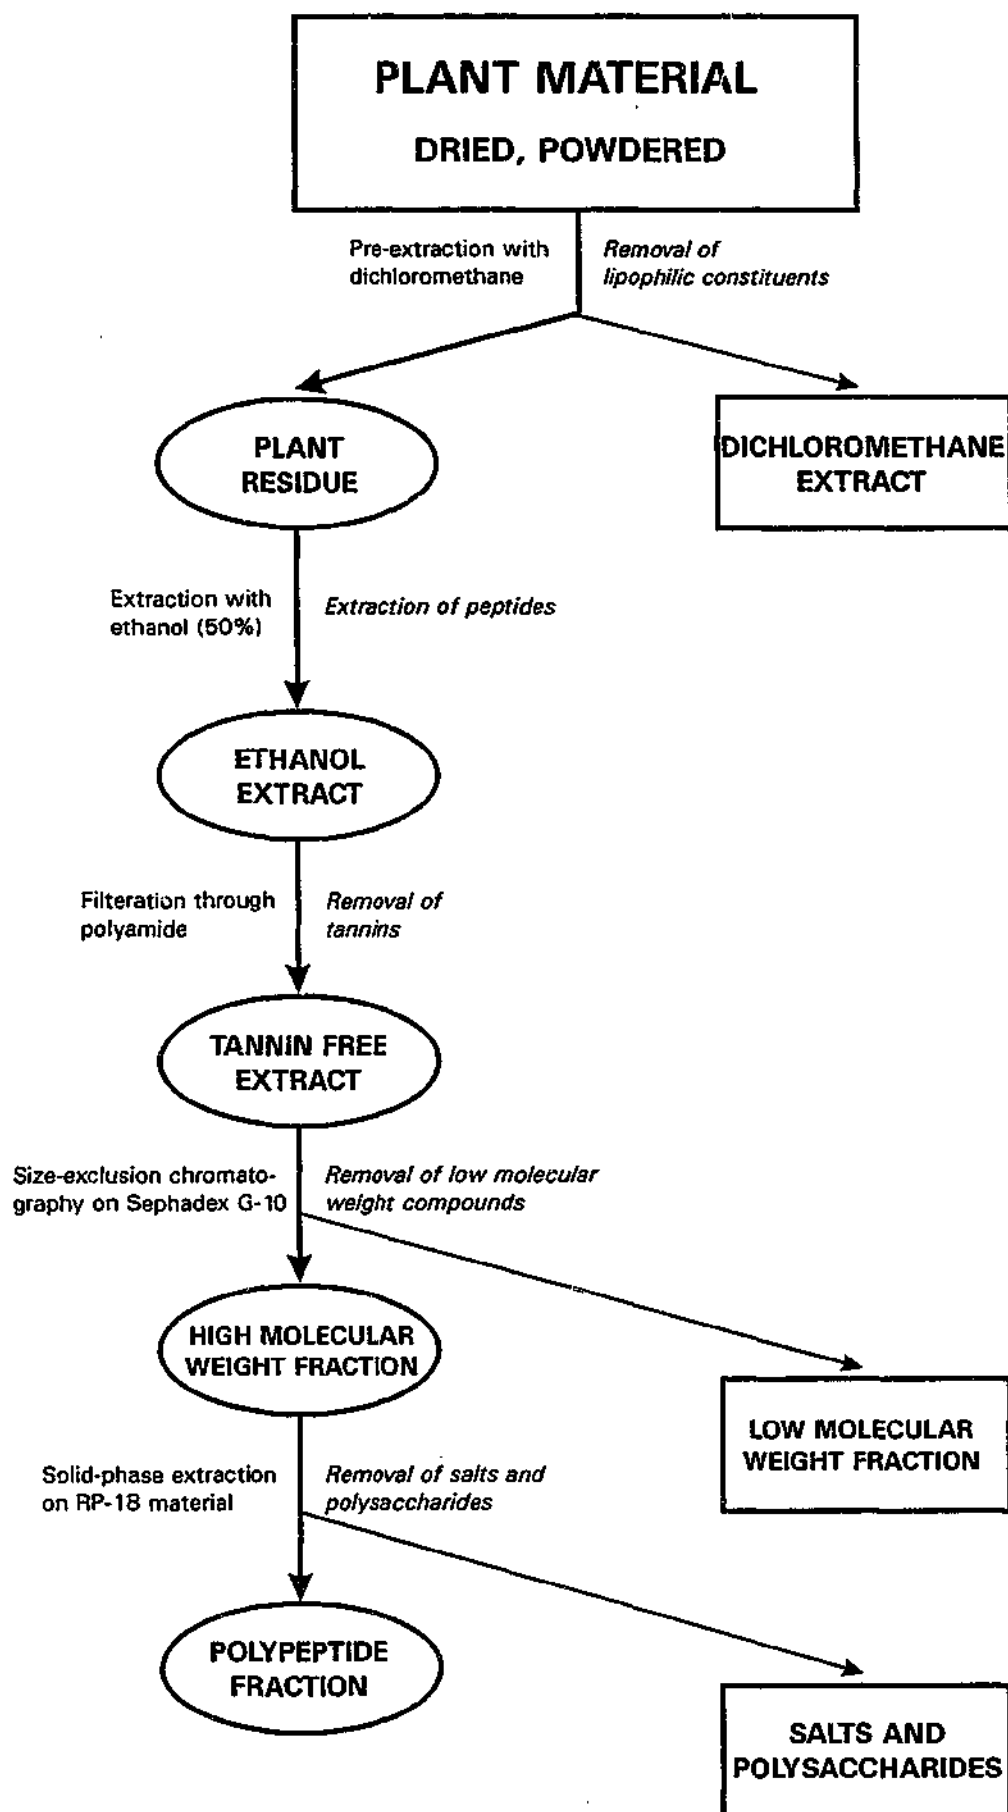 PLANT MATERIAL
DRIED, POWDERED
Pre-extraction with
dichloromethane
Removal of
lipophilic constituents
PLANT
RESIDUE
DICHLOROMETHANE
EXTRACT
Extraction with
ethanol (50%)
Extraction of peptides
ETHANOL
EXTRACT
Filteration through
polyamide
Removal of
tannins
TANNIN FREE
EXTRACT
Size-exclusion chromato-
graphy on Sephadex G-10
Removal of low molecular
weight compounds
HIGH MOLECULAR
WEIGHT FRACTION
LOW MOLECULAR
WEIGHT FRACTION
Solid-phase extraction
on RP-18 material
Removal of salts and
polysaccharides
POLYPEPTIDE
FRACTION
SALTS AND
POLYSACCHARIDES